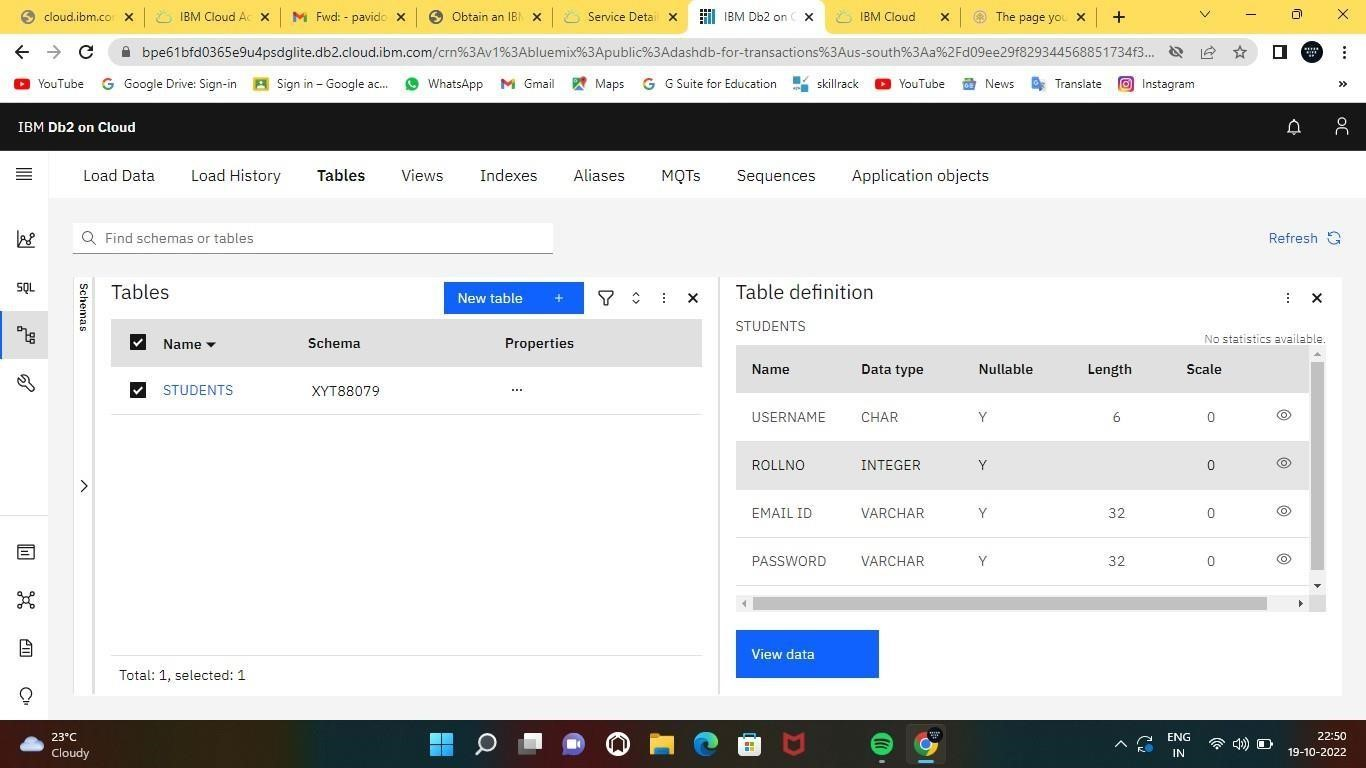 cloud.ibm.cor
IBM Cloud Ac
Fwd: - pavido
Obtain an IBM
Service Detail
IBM Db2 on C
IBM Cloud
The page you
bpe61bfd0365e9u4psdglite.db2.cloud.ibm.com/crn%3Av1%3Abluemix%3Apublic%3Adashdb-for-transactions%3Aus-south%3Aa%2Fd09ee29f829344568851734f3...
YouTube
Google Drive: Sign-in
Sign in – Google ac...
WhatsApp
Gmail
Maps
G Suite for Education
skillrack
YouTube
News
Translate
Instagram
»
IBM Db2 on Cloud
Load Data
Load History
Tables
Views
Indexes
Aliases
MQTs
Sequences
Application objects
SQL
Find schemas or tables
Refresh
Schemas
Tables
New table +
Name
Schema
Properties
STUDENTS
XYT88079
...
Total: 1, selected: 1
Table definition
STUDENTS
No statistics available.
Name Data type Nullable Length Scale
USERNAME CHAR Y 6 0
ROLLNO INTEGER Y 0
EMAIL ID VARCHAR Y 32 0
PASSWORD VARCHAR Y 32 0
View data
23°C
Cloudy
ENG
IN
22:50
19-10-2022